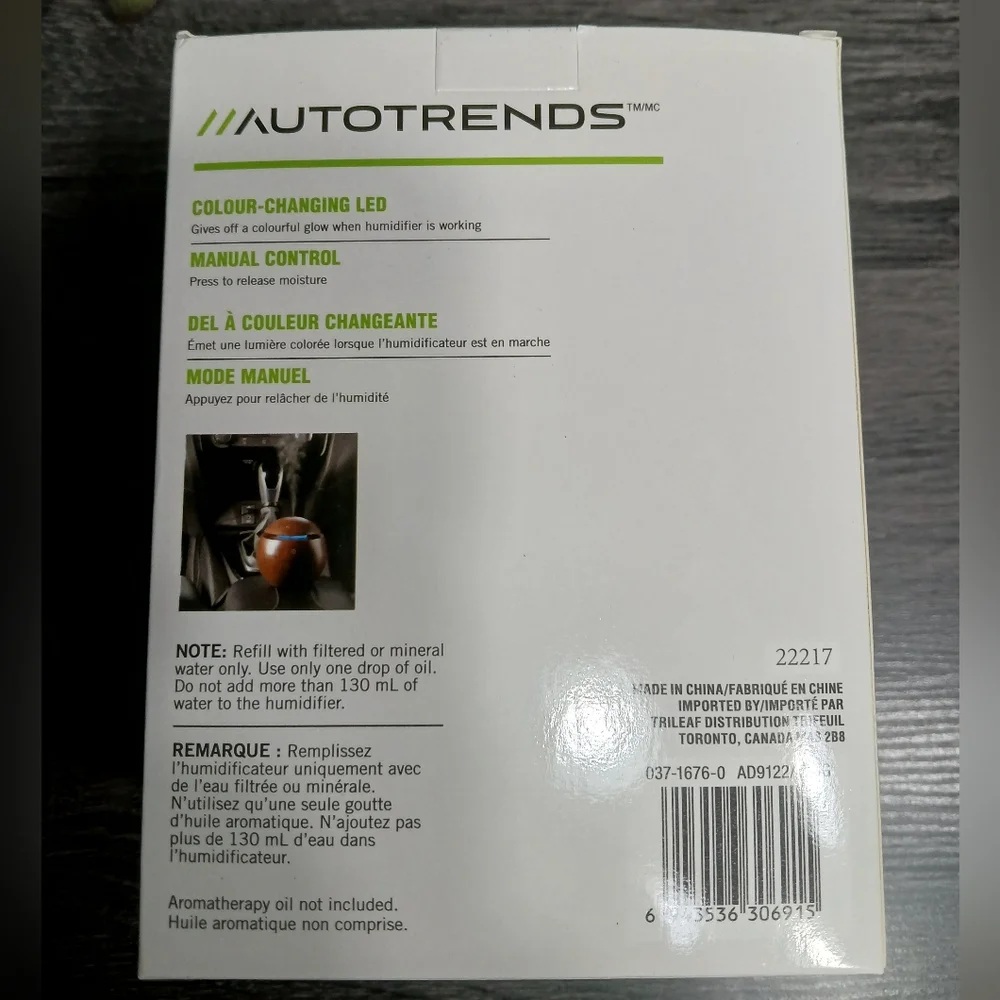 //AUTOTRENDS™/MC
COLOUR-CHANGING LED
Gives off a colourful glow when humidifier is working
MANUAL CONTROL
Press to release moisture
DEL À COULEUR CHANGEANTE
Émet une lumière colorée lorsque l'humidificateur est en marche
MODE MANUEL
Appuyez pour relâcher de l'humidité
NOTE: Refill with filtered or mineral
water only. Use only one drop of oil.
Do not add more than 130 mL of
water to the humidifier.
REMARQUE : Remplissez
l'humidificateur uniquement avec
de l'eau filtrée ou minérale.
N'utilisez qu'une seule goutte
d'huile aromatique. N'ajoutez pas
plus de 130 mL d'eau dans
l'humidificateur.
Aromatherapy oil not included.
Huile aromatique non comprise.
22217
MADE IN CHINA/FABRIQUÉ EN CHINE
IMPORTED BY/IMPORTÉ PAR
TRILEAF DISTRIBUTION TRIFEUIL
TORONTO, CANADA 2B8
037-1676-0
306915